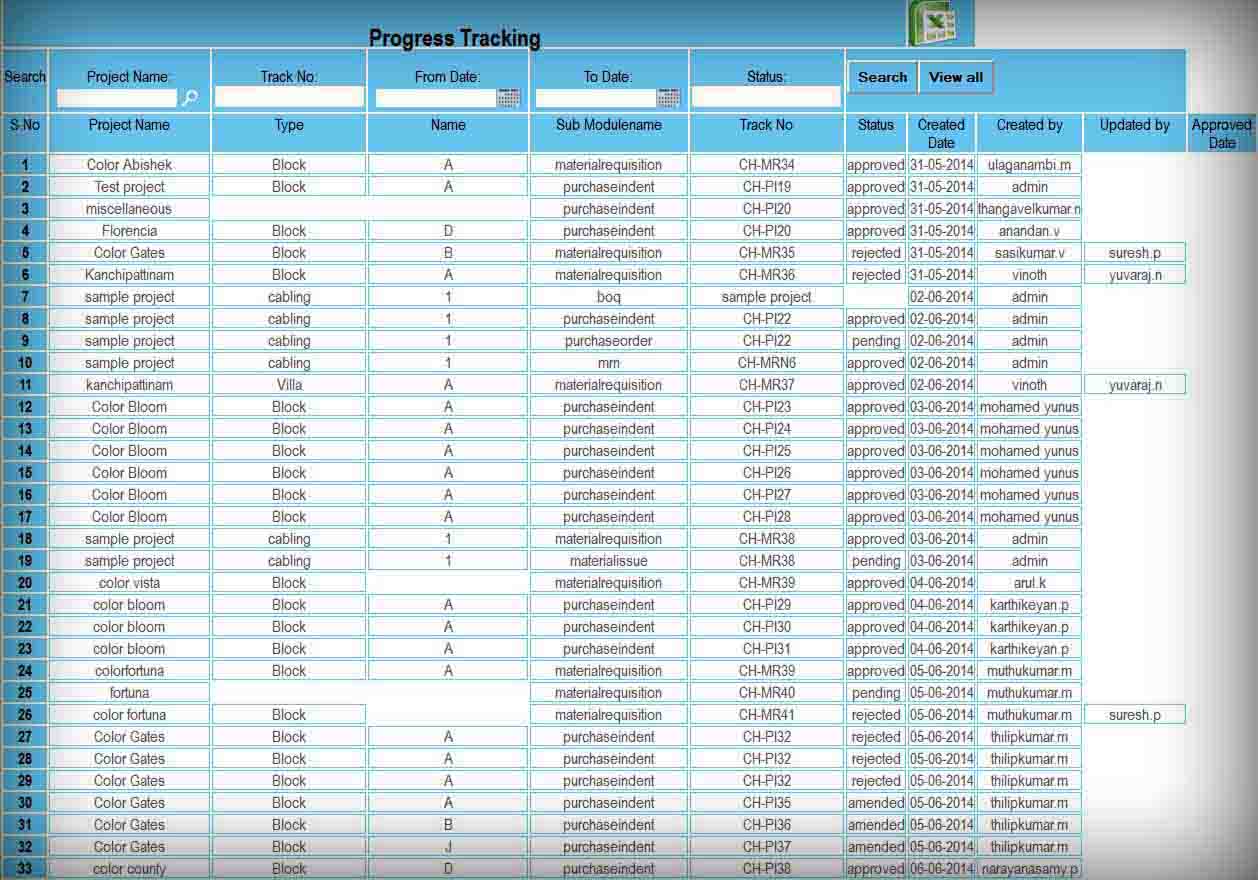 Progress Tracking
Search Project Name: Track No: From Date: To Date: Status: Search View all
S.No Project Name Type Name Sub Modulename Track No Status Created Date Created by Updated by Approved Date
1 Color Abishek Block A materialrequisition CH-MR34 approved 31-05-2014 ulaganambi.m
2 Test project Block A purchaseindent CH-PI19 approved 31-05-2014 admin
3 miscellaneous purchaseindent CH-PI20 approved 31-05-2014 thangavelkumar.n
4 Florencia Block D purchaseindent CH-PI20 approved 31-05-2014 anandan.v
5 Color Gates Block B materialrequisition CH-MR35 rejected 31-05-2014 sasikumar.v suresh.p
6 Kanchipattinam Block A materialrequisition CH-MR36 rejected 31-05-2014 vinoth yuvaraj.n
7 sample project cabling 1 boq sample project 02-06-2014 admin
8 sample project cabling 1 purchaseindent CH-PI22 approved 02-06-2014 admin
9 sample project cabling 1 purchaseorder CH-PI22 pending 02-06-2014 admin
10 sample project cabling 1 mrn CH-MRN6 approved 02-06-2014 admin
11 kanchipattinam Villa A materialrequisition CH-MR37 approved 02-06-2014 vinoth yuvaraj.n
12 Color Bloom Block A purchaseindent CH-PI23 approved 03-06-2014 mohamed yunus
13 Color Bloom Block A purchaseindent CH-PI24 approved 03-06-2014 mohamed yunus
14 Color Bloom Block A purchaseindent CH-PI25 approved 03-06-2014 mohamed yunus
15 Color Bloom Block A purchaseindent CH-PI26 approved 03-06-2014 mohamed yunus
16 Color Bloom Block A purchaseindent CH-PI27 approved 03-06-2014 mohamed yunus
17 Color Bloom Block A purchaseindent CH-PI28 approved 03-06-2014 mohamed yunus
18 sample project cabling 1 materialrequisition CH-MR38 approved 03-06-2014 admin
19 sample project cabling 1 materialissue CH-MR38 pending 03-06-2014 admin
20 color vista Block materialrequisition CH-MR39 approved 04-06-2014 arul.k
21 color bloom Block A purchaseindent CH-PI29 approved 04-06-2014 karthikeyan.p
22 color bloom Block A purchaseindent CH-PI30 approved 04-06-2014 karthikeyan.p
23 color bloom Block A purchaseindent CH-PI31 approved 04-06-2014 karthikeyan.p
24 colorfortuna Block A materialrequisition CH-MR39 approved 05-06-2014 muthukumar.m
25 fortuna materialrequisition CH-MR40 pending 05-06-2014 muthukumar.m
26 color fortuna Block materialrequisition CH-MR41 rejected 05-06-2014 muthukumar.m suresh.p
27 Color Gates Block A purchaseindent CH-PI32 rejected 05-06-2014 thilipkumar.m
28 Color Gates Block A purchaseindent CH-PI32 rejected 05-06-2014 thilipkumar.m
29 Color Gates Block A purchaseindent CH-PI32 rejected 05-06-2014 thilipkumar.m
30 Color Gates Block A purchaseindent CH-PI35 amended 05-06-2014 thilipkumar.m
31 Color Gates Block B purchaseindent CH-PI36 amended 05-06-2014 thilipkumar.m
32 Color Gates Block J purchaseindent CH-PI37 amended 05-06-2014 thilipkumar.m
33 color county Block D purchaseindent CH-PI38 approved 06-06-2014 narayanasamy.p